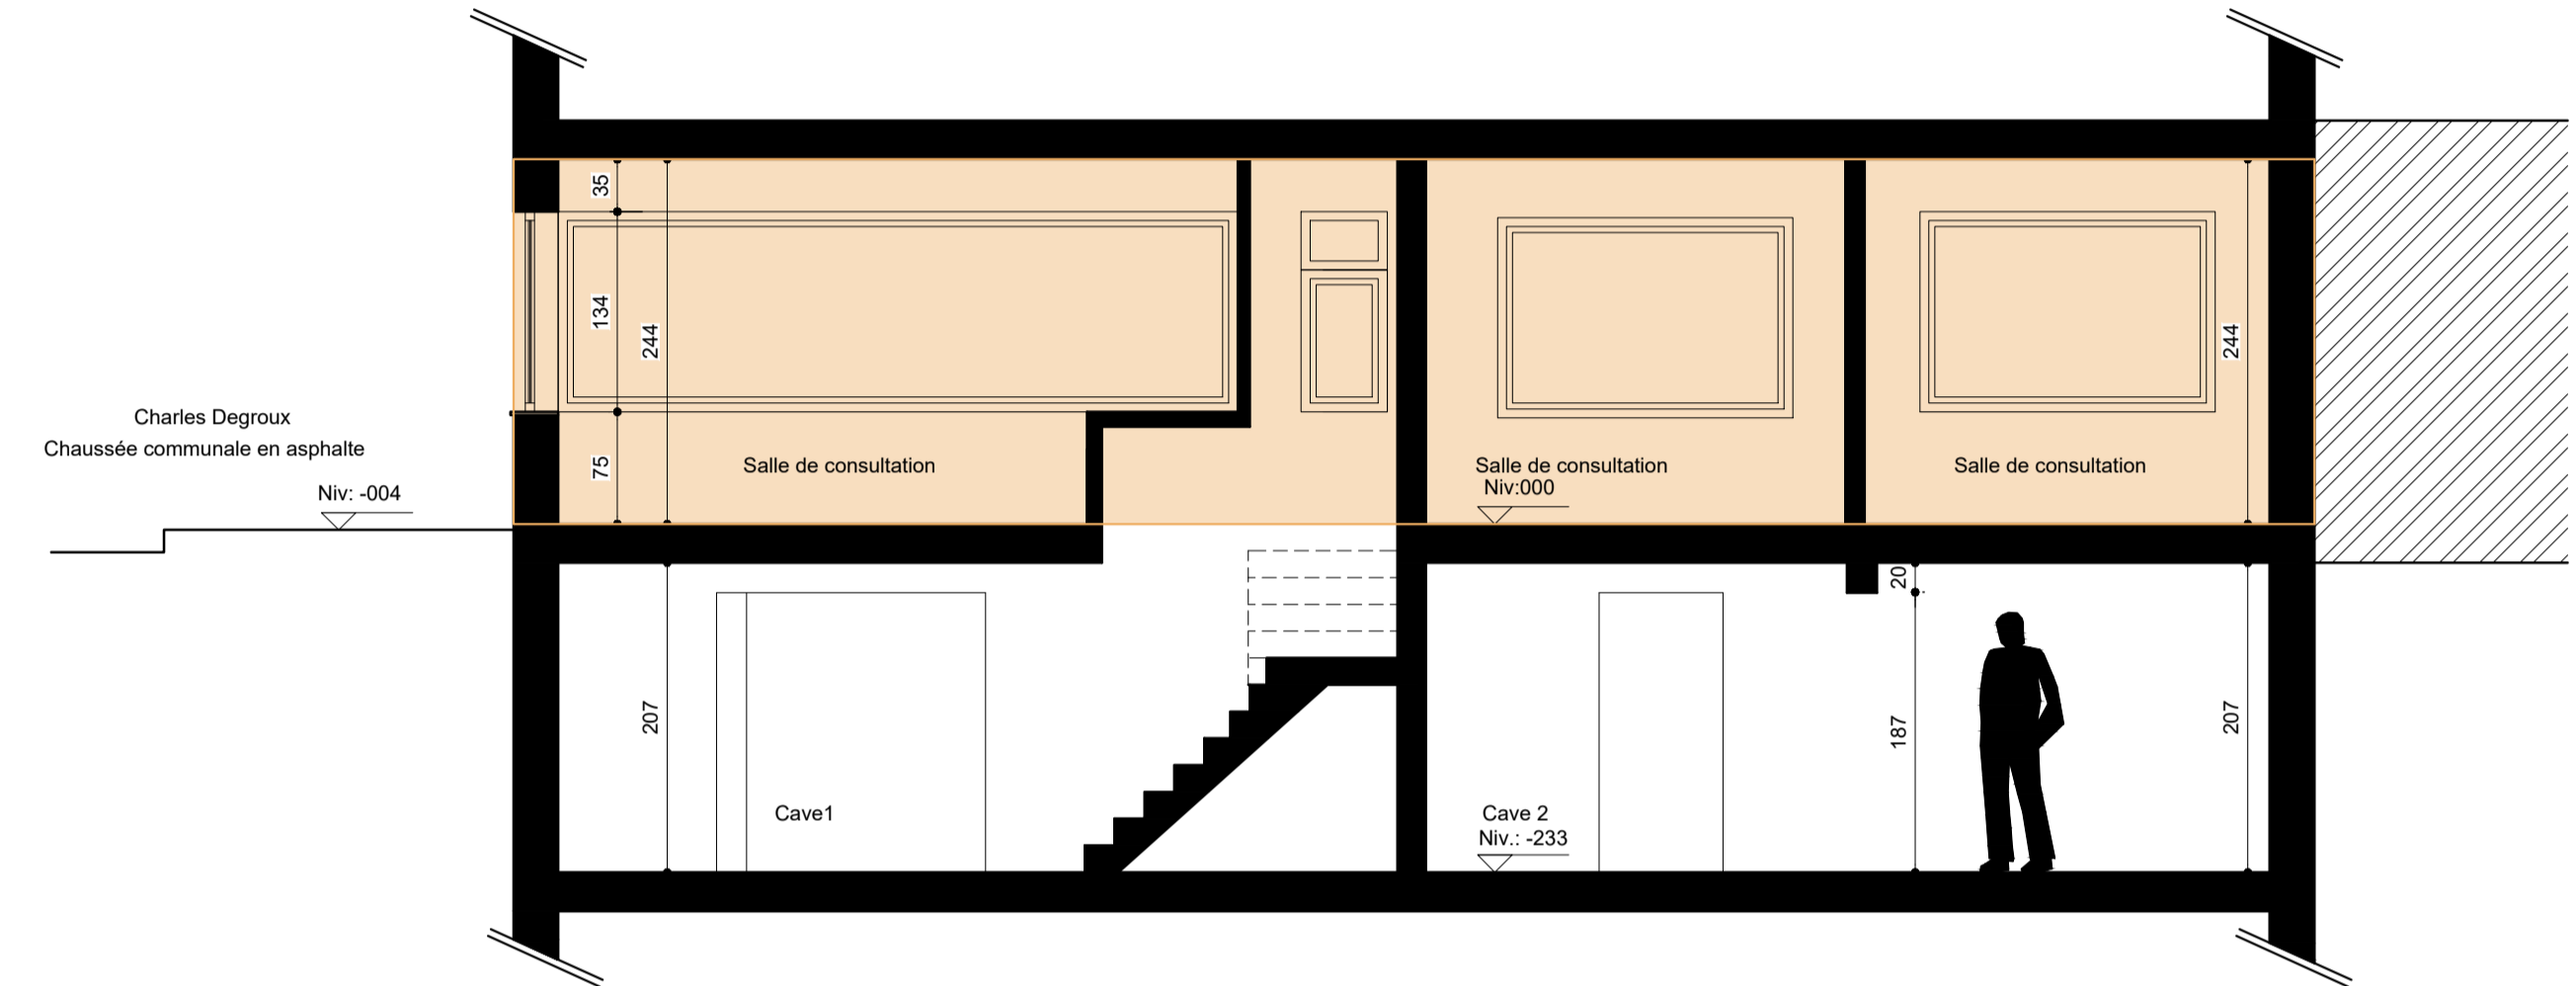 35
134
244
75
244
Charles Degroux
Chaussée communale en asphalte
Niv: -004
Salle de consultation
Salle de consultation
Niv:000
Salle de consultation
20
207
187
207
Cave1
Cave 2
Niv.: -233